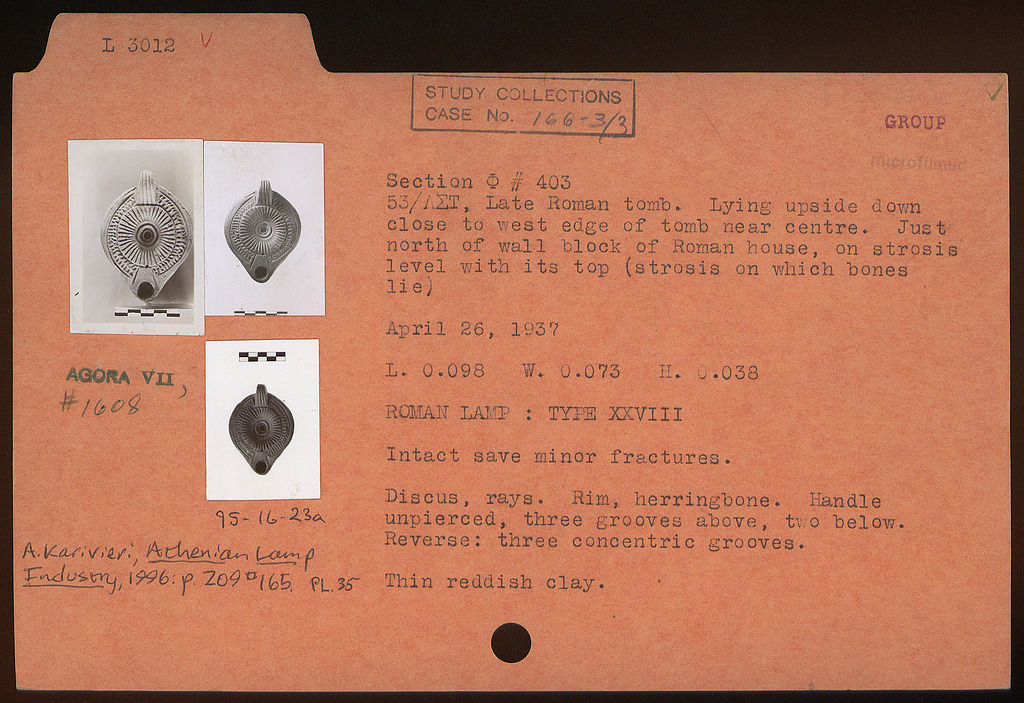 L 3012 V
STUDY COLLECTIONS
CASE No. 166-3/3
GROUP
microfilmed
Section Φ # 403
53/ΛΣΤ, Late Roman tomb. Lying upside down
close to west edge of tomb near centre. Just
north of wall block of Roman house, on strosis
level with its top (strosis on which bones
lie)
April 26, 1937
L. 0.098 W. 0.073 H. 0.038
ROMAN LAMP : TYPE XXVIII
Intact save minor fractures.
Discus, rays. Rim, herringbone. Handle
unpierced, three grooves above, two below.
Reverse: three concentric grooves.
Thin reddish clay.
AGORA VII,
#1608
95-16-23a
A. Karivieri, Athenian Lamp
Industry, 1996: p. 209 #165, PL. 35